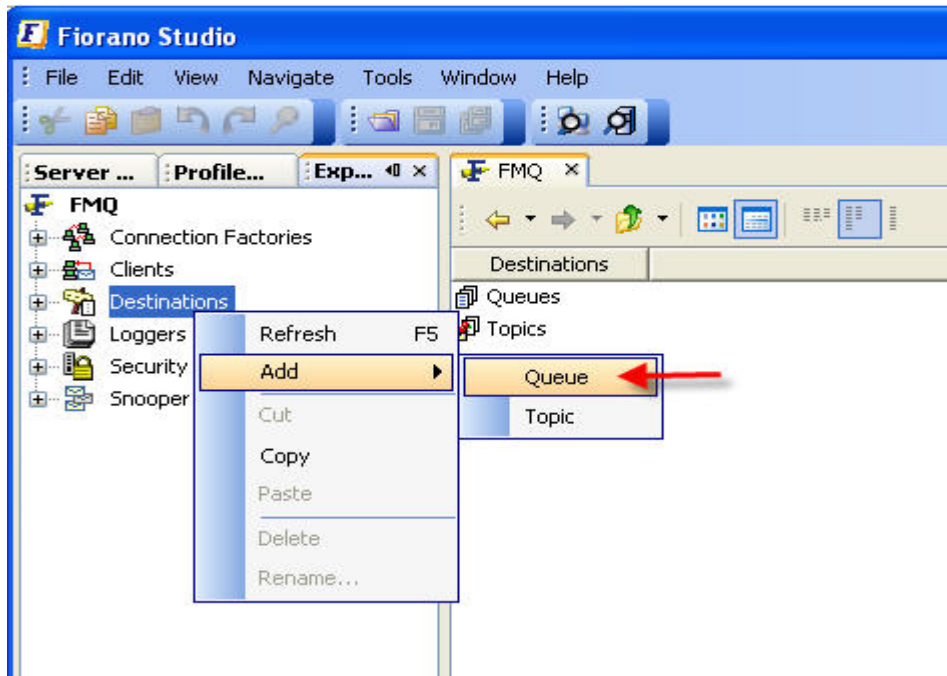 Fiorano Studio
File Edit View Navigate Tools Window Help
Server ... Profile... Exp...
FMQ
FMQ
Connection Factories
Clients
Destinations
Loggers
Security
Snooper
Destinations
Queues
Topics
Refresh F5
Add
Cut
Copy
Paste
Delete
Rename...
Queue
Topic